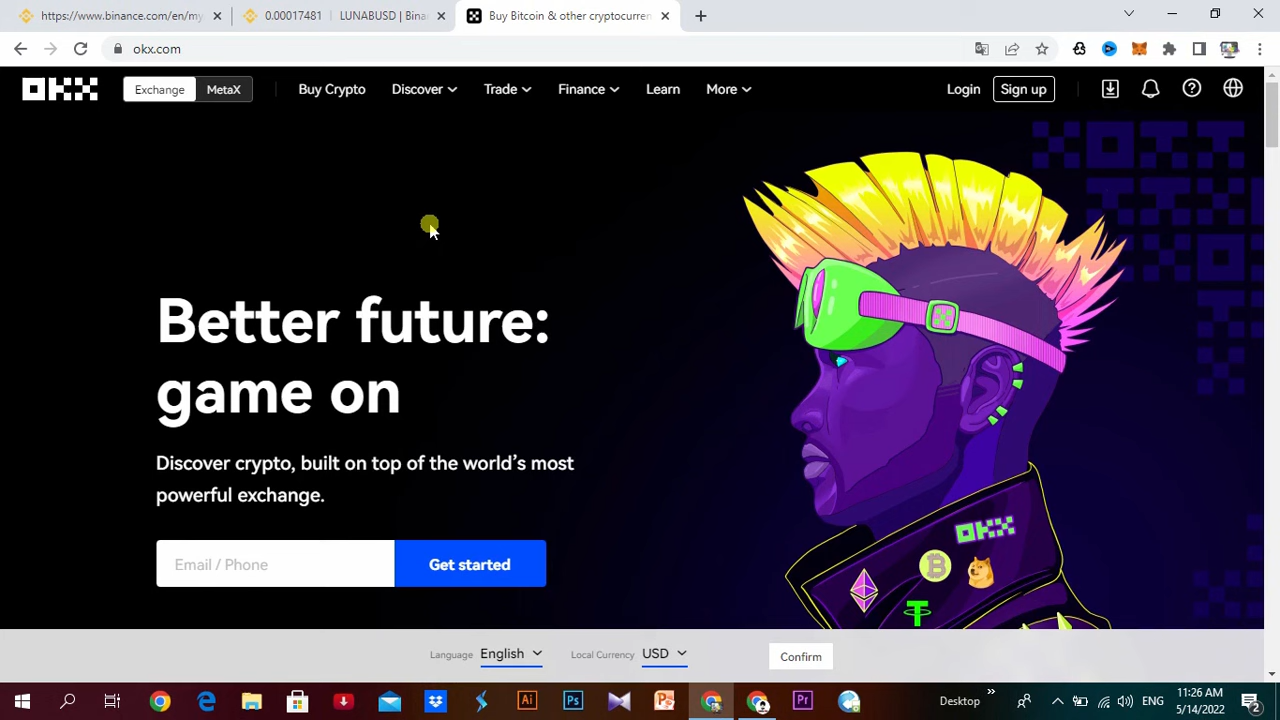 https://www.binance.com/en/my
0.00017481 | LUNABUSD | Bina
Buy Bitcoin & other cryptocurren
okx.com
OKX
Exchange
MetaX
Buy Crypto
Discover
Trade
Finance
Learn
More
Login
Sign up
Better future:
game on
Discover crypto, built on top of the world's most
powerful exchange.
Email / Phone
Get started
OKX
Language
English
Local Currency
USD
Confirm
Desktop
ENG
11:26 AM
5/14/2022
2